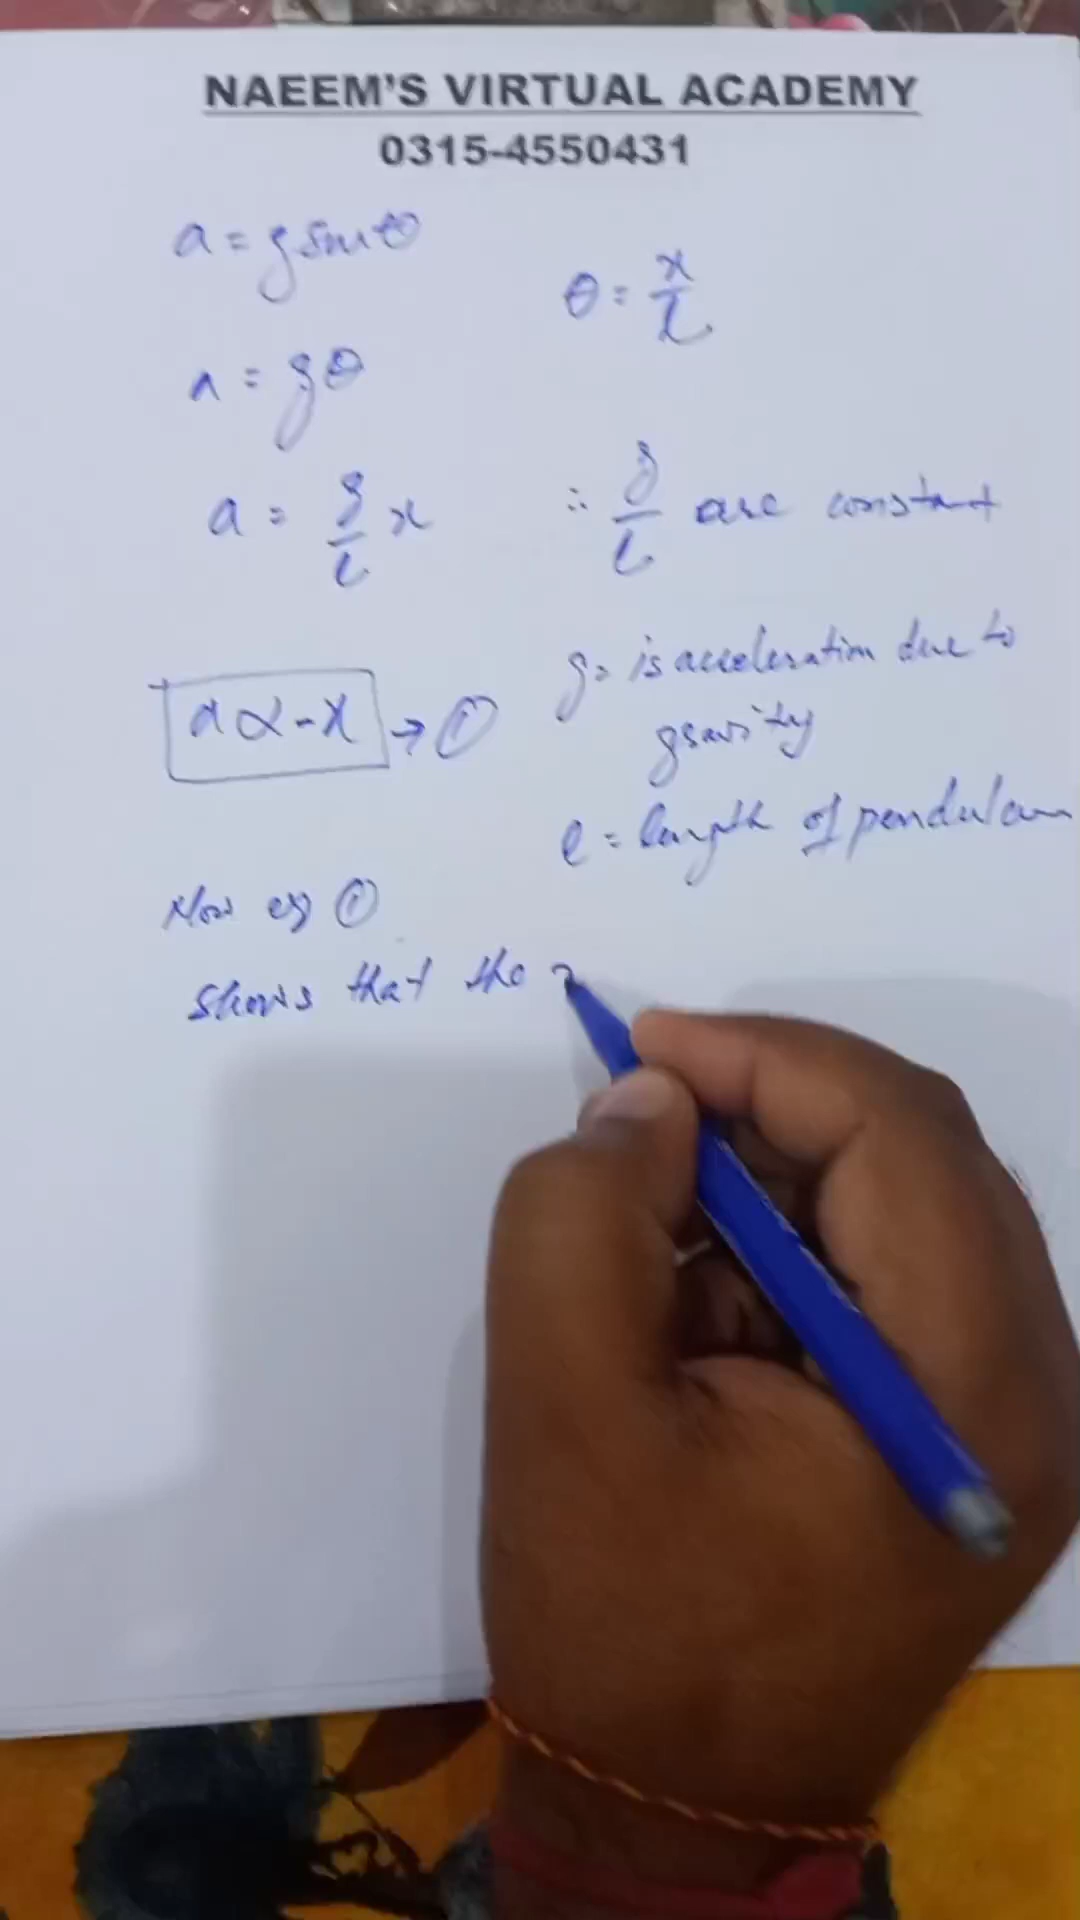 NAEEM'S VIRTUAL ACADEMY
0315-4550431
a = g sinθ
θ = x/L
a = gθ
a = g/L x
∴ g/L are constant
g = is acceleration due to
gravity
a ∝ -x → ①
l = length of pendulum
Now eq ①
shows that the